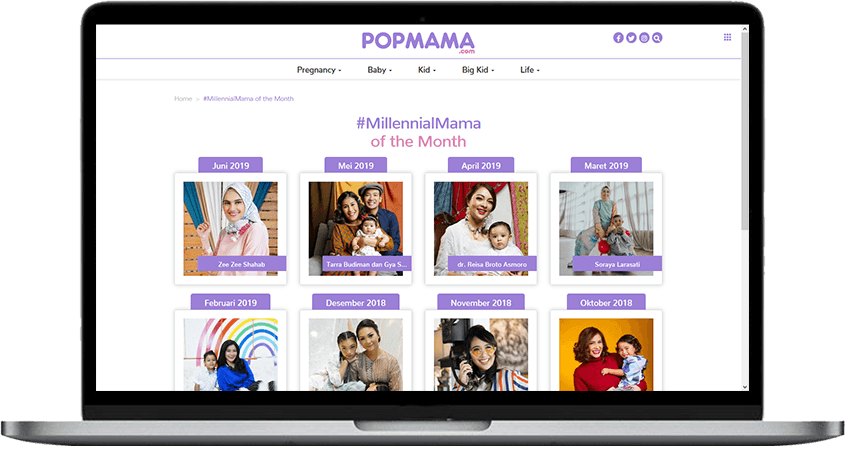 POPMAMA
.com
Pregnancy
Baby
Kid
Big Kid
Life
Home » #MillennialMama of the Month
#MillennialMama
of the Month
Juni 2019
Mei 2019
April 2019
Maret 2019
Zee Zee Shahab
Tarra Budiman dan Gya S...
dr. Reisa Broto Asmoro
Soraya Larasati
Februari 2019
Desember 2018
November 2018
Oktober 2018